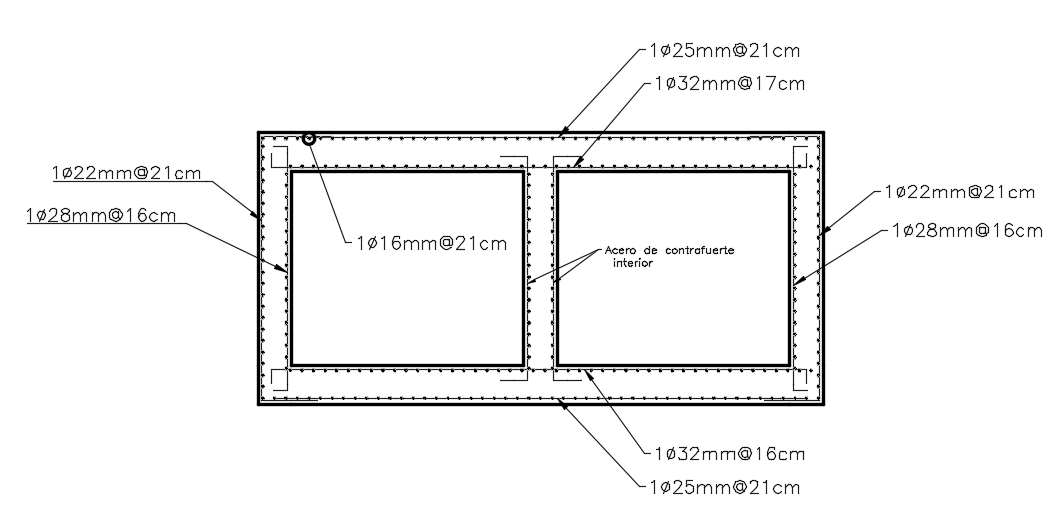 1ø25mm@21cm
1ø32mm@17cm
1ø22mm@21cm
1ø28mm@16cm
1ø16mm@21cm
Acero de contrafuerte
interior
1ø22mm@21cm
1ø28mm@16cm
1ø32mm@16cm
1ø25mm@21cm